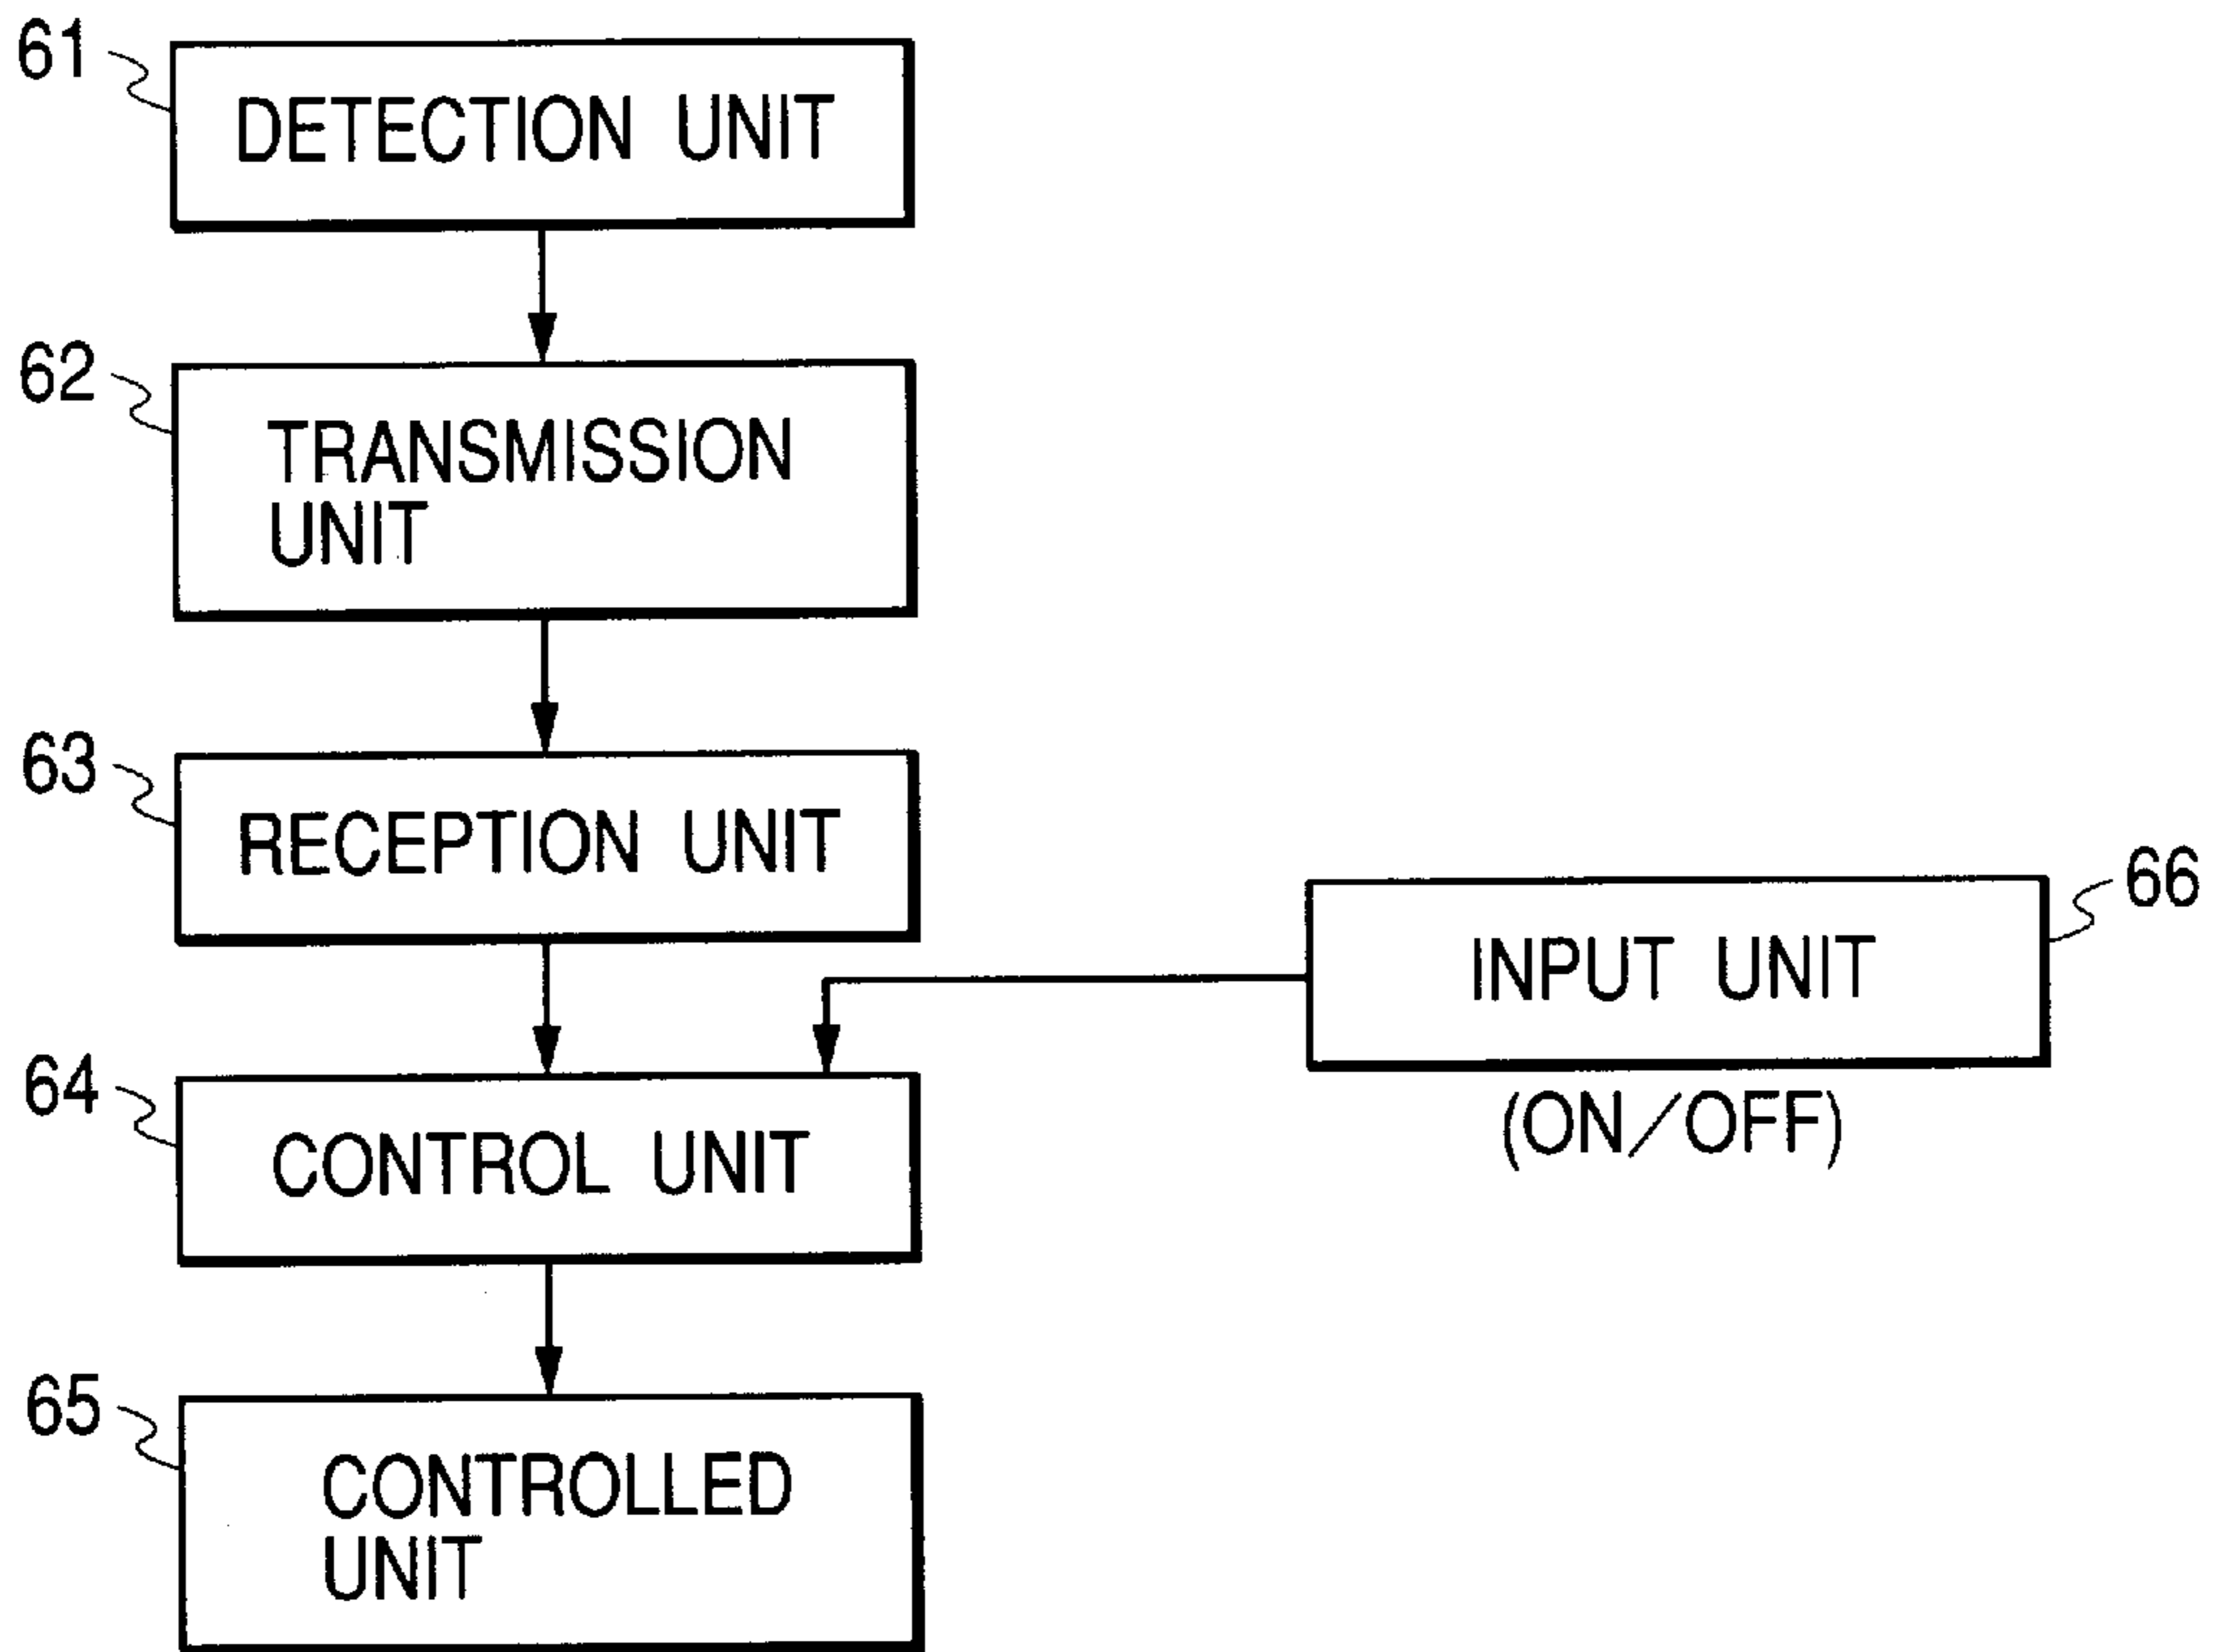 61
DETECTION UNIT
62
TRANSMISSION
UNIT
63
RECEPTION UNIT
66
INPUT UNIT
(ON/OFF)
64
CONTROL UNIT
65
CONTROLLED
UNIT